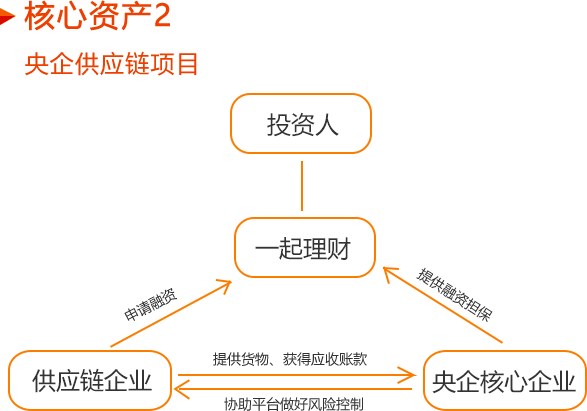 核心资产2
央企供应链项目
投资人
一起理财
申请融资
提供融资担保
供应链企业
提供货物、获得应收账款
协助平台做好风险控制
央企核心企业